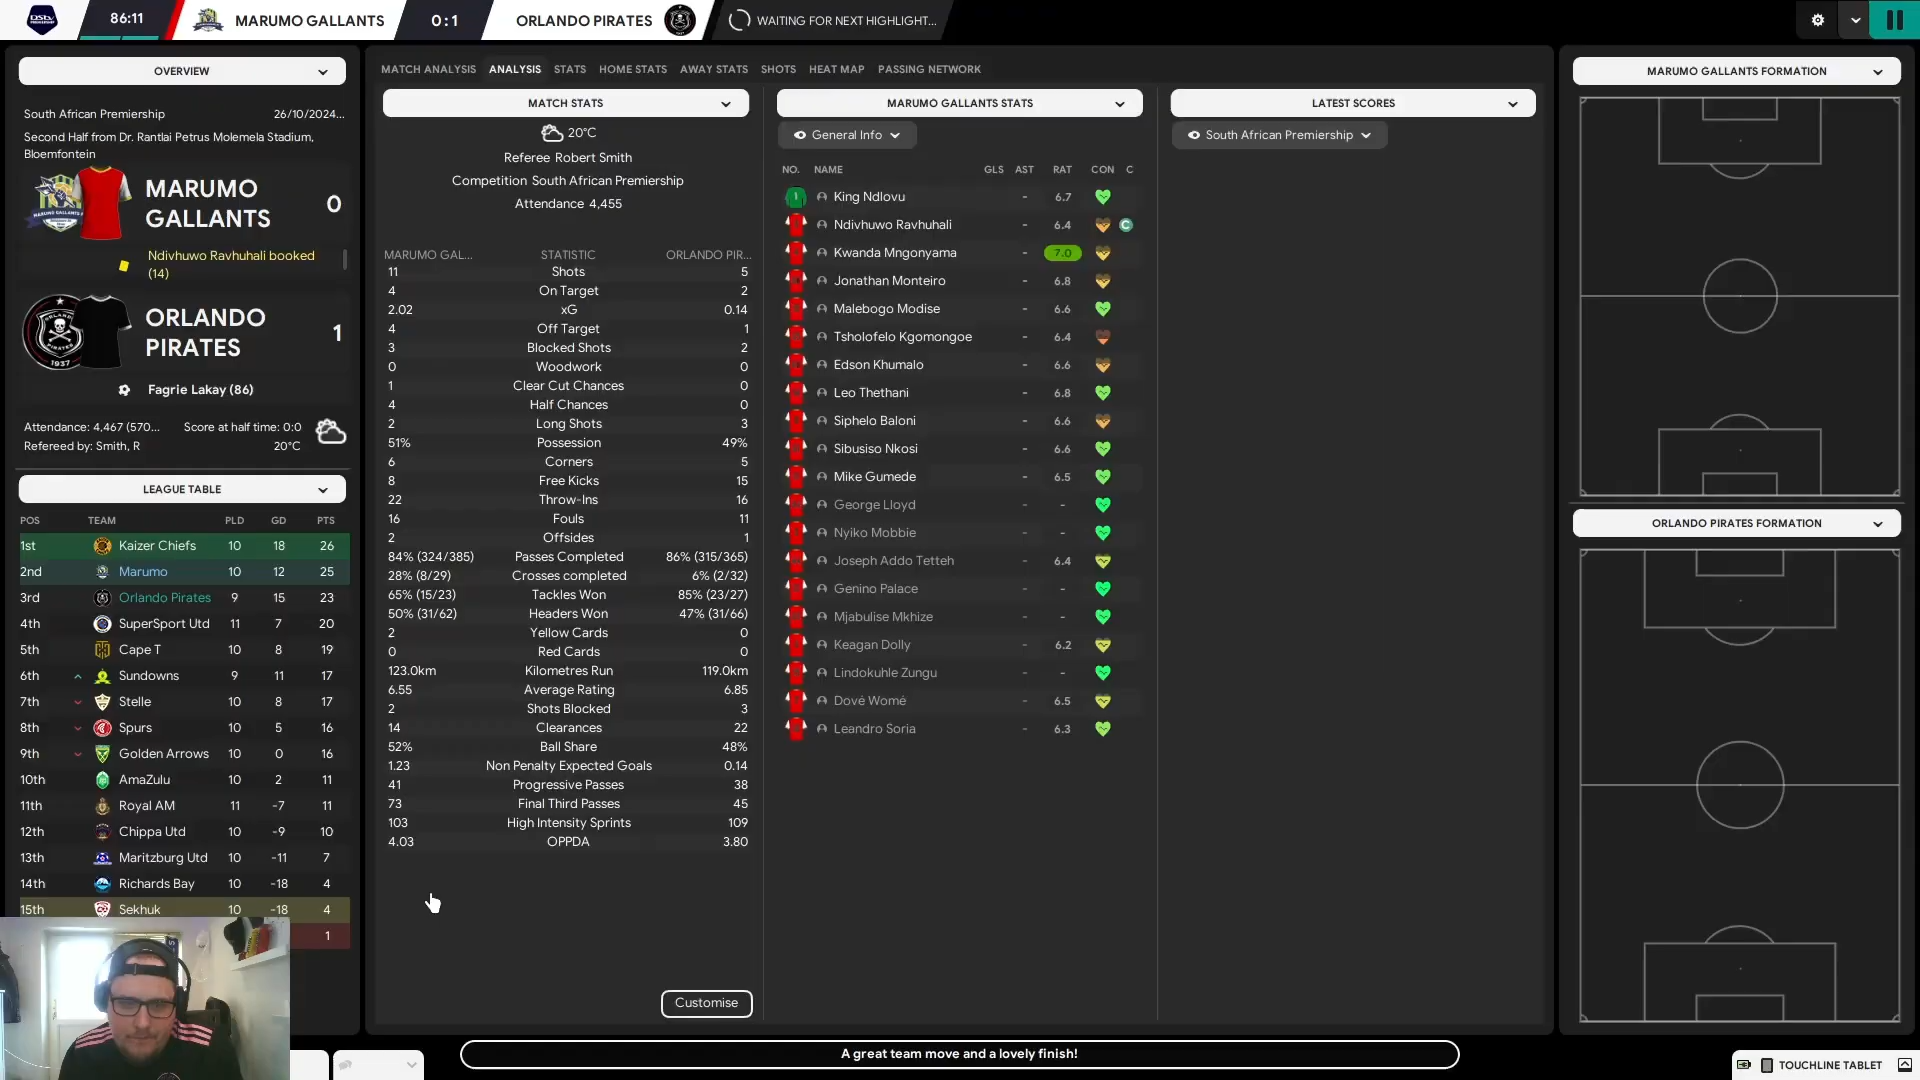 86:11
MARUMO GALLANTS
0 : 1
ORLANDO PIRATES
WAITING FOR NEXT HIGHLIGHT...
OVERVIEW
South African Premiership 26/10/2024...
Second Half from Dr. Rantlai Petrus Molemela Stadium,
Bloemfontein
MARUMO
GALLANTS
0
Ndivhuwo Ravhuhali booked
(14)
ORLANDO
PIRATES
1
1937
Fagrie Lakay (86)
Attendance: 4,467 (570... Score at half time: 0:0
Refereed by: Smith, R 20°C
LEAGUE TABLE
POS TEAM PLD GD PTS
1st Kaizer Chiefs 10 18 26
2nd Marumo 10 12 25
3rd Orlando Pirates 9 15 23
4th SuperSport Utd 11 7 20
5th Cape T 10 8 19
6th Sundowns 9 11 17
7th Stelle 10 8 17
8th Spurs 10 5 16
9th Golden Arrows 10 0 16
10th AmaZulu 10 2 11
11th Royal AM 11 -7 11
12th Chippa Utd 10 -9 10
13th Maritzburg Utd 10 -11 7
14th Richards Bay 10 -18 4
15th Sekhuk 10 -18 4
1
MATCH ANALYSIS ANALYSIS STATS HOME STATS AWAY STATS SHOTS HEAT MAP PASSING NETWORK
MATCH STATS
20°C
Referee Robert Smith
Competition South African Premiership
Attendance 4,455
MARUMO GAL... STATISTIC ORLANDO PIR...
11 Shots 5
4 On Target 2
2.02 xG 0.14
4 Off Target 1
3 Blocked Shots 2
0 Woodwork 0
1 Clear Cut Chances 0
4 Half Chances 0
2 Long Shots 3
51% Possession 49%
6 Corners 5
8 Free Kicks 15
22 Throw-Ins 16
16 Fouls 11
2 Offsides 1
84% (324/385) Passes Completed 86% (315/365)
28% (8/29) Crosses completed 6% (2/32)
65% (15/23) Tackles Won 85% (23/27)
50% (31/62) Headers Won 47% (31/66)
2 Yellow Cards 0
0 Red Cards 0
123.0km Kilometres Run 119.0km
6.55 Average Rating 6.85
2 Shots Blocked 3
14 Clearances 22
52% Ball Share 48%
1.23 Non Penalty Expected Goals 0.14
41 Progressive Passes 38
73 Final Third Passes 45
103 High Intensity Sprints 109
4.03 OPPDA 3.80
Customise
MARUMO GALLANTS STATS
General Info
NO. NAME GLS AST RAT CON C
1 King Ndlovu - 6.7
Ndivhuwo Ravhuhali - 6.4 C
Kwanda Mngonyama - 7.0
Jonathan Monteiro - 6.8
Malebogo Modise - 6.6
Tsholofelo Kgomongoe - 6.4
Edson Khumalo - 6.6
Leo Thethani - 6.8
Siphelo Baloni - 6.6
Sibusiso Nkosi - 6.6
Mike Gumede - 6.5
George Lloyd - -
Nyiko Mobbie - -
Joseph Addo Tetteh - 6.4
Genino Palace - -
Mjabulise Mkhize - -
Keagan Dolly - 6.2
Lindokuhle Zungu - -
Dové Womé - 6.5
Leandro Soria - 6.3
LATEST SCORES
South African Premiership
MARUMO GALLANTS FORMATION
ORLANDO PIRATES FORMATION
A great team move and a lovely finish!
TOUCHLINE TABLET